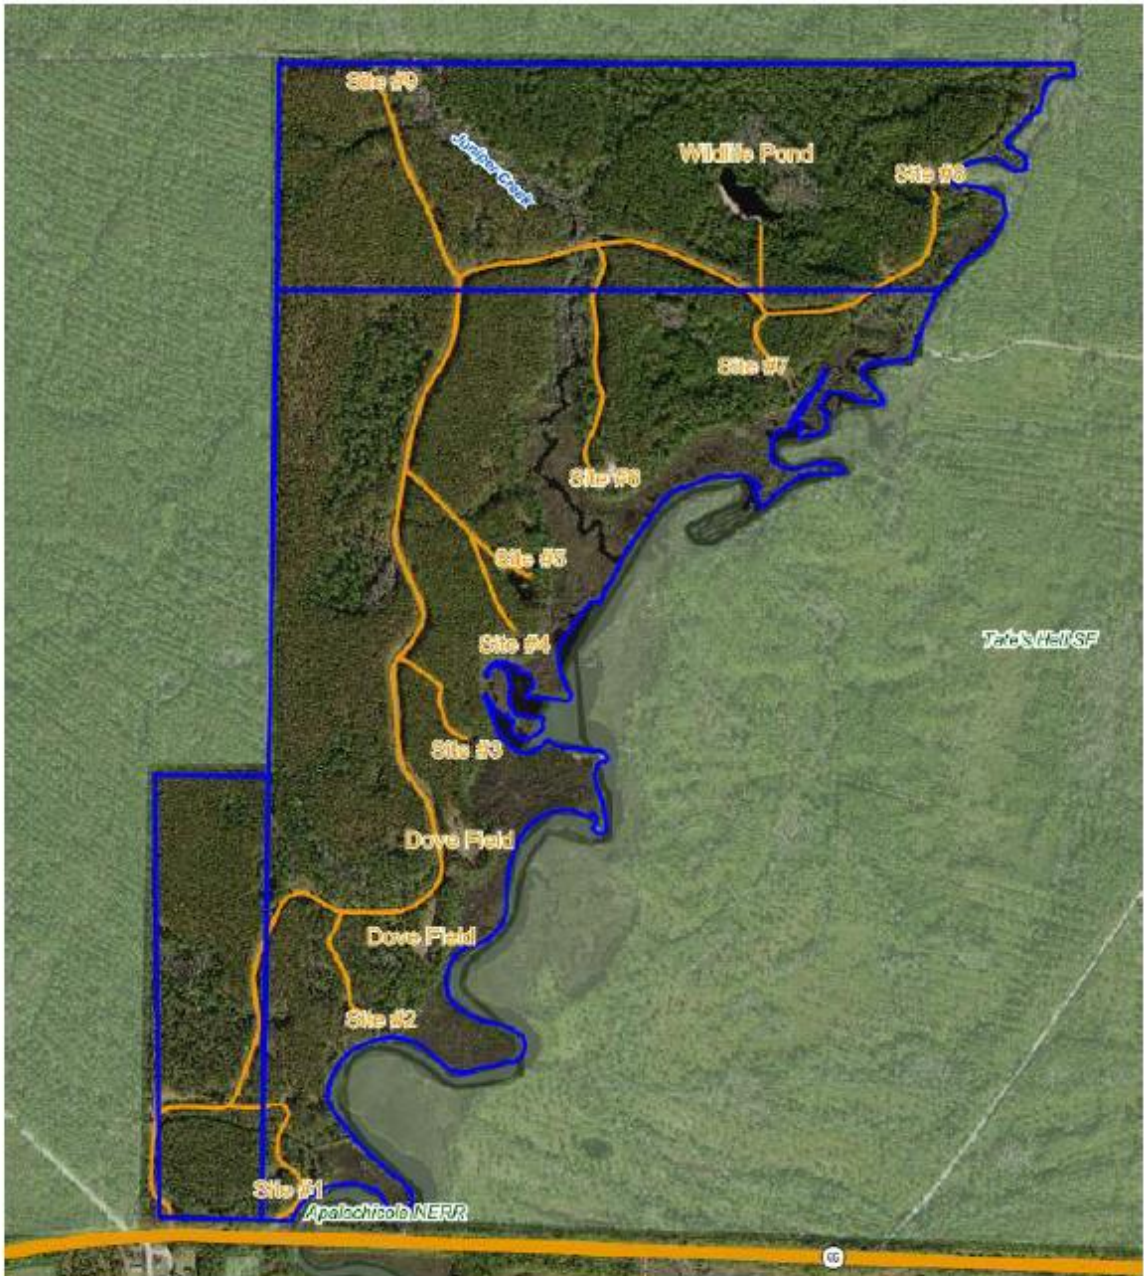 Site #9
Juniper Creek
Wildlife Pond
Site #8
Site #7
Site #6
Site #5
Site #4
Tate's Hell SF
Site #3
Dove Field
Dove Field
Site #2
Site #1
Apalachicola NERR